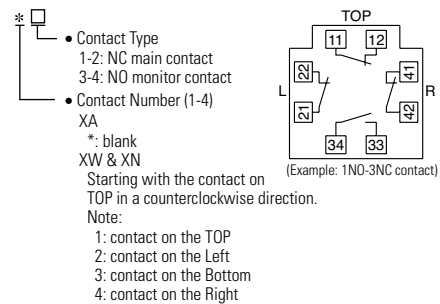 * □
• Contact Type
1-2: NC main contact
3-4: NO monitor contact
• Contact Number (1-4)
XA
*: blank
XW & XN
Starting with the contact on
TOP in a counterclockwise direction.
Note:
1: contact on the TOP
2: contact on the Left
3: contact on the Bottom
4: contact on the Right
TOP
11 12
22 41
L R
21 42
34 33
(Example: 1NO-3NC contact)